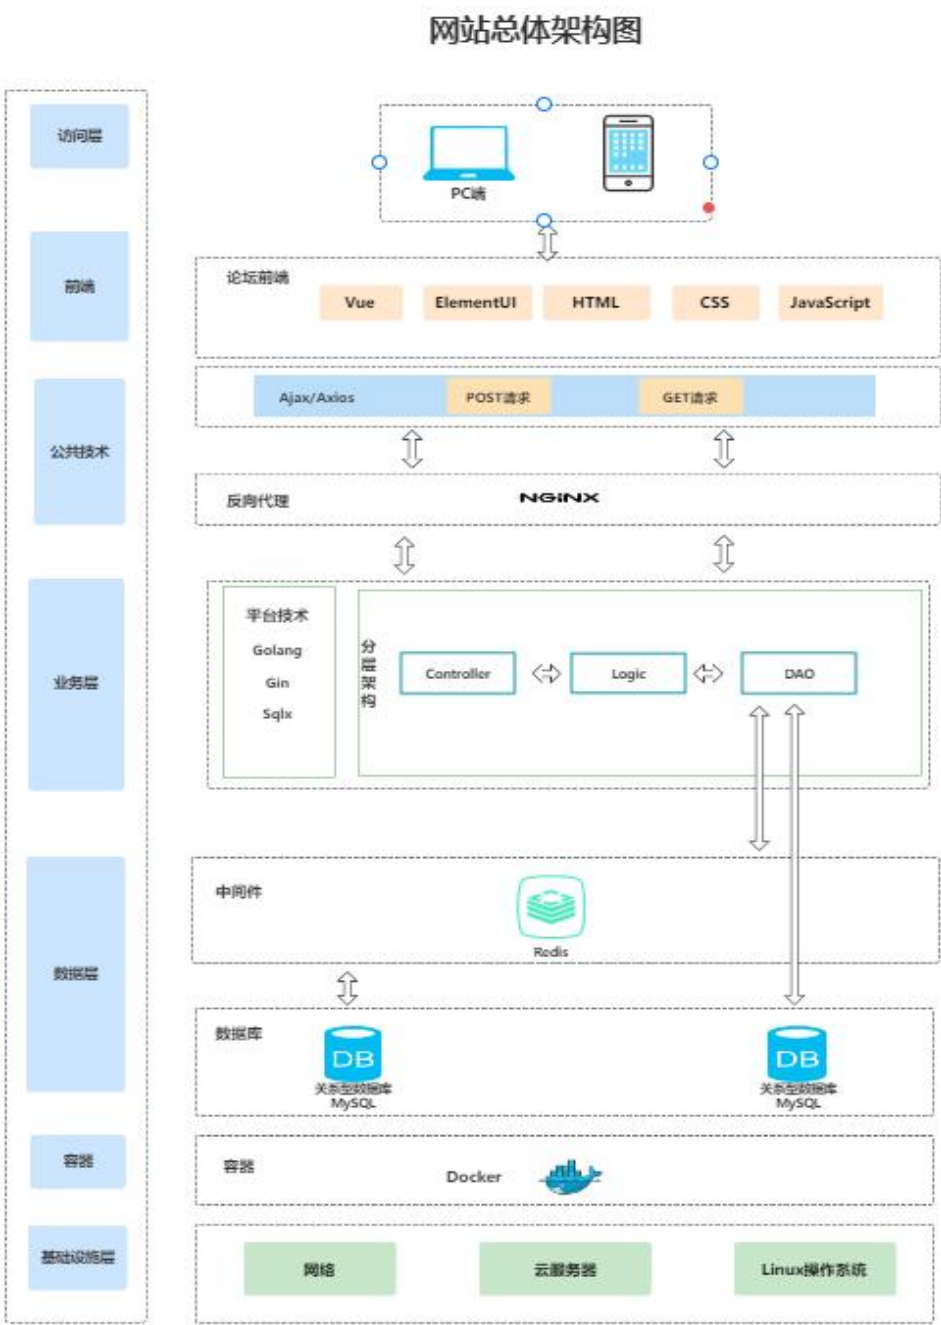 网站总体架构图
访问层
PC端
前端
论坛前端
Vue
ElementUI
HTML
CSS
JavaScript
公共技术
Ajax/Axios
POST请求
GET请求
反向代理
NGINX
业务层
平台技术
Golang
Gin
Sqlx
分层架构
Controller
Logic
DAO
数据层
中间件
Redis
数据库
DB
关系型数据库
MySQL
DB
关系型数据库
MySQL
容器
容器
Docker
基础设施层
网络
云服务器
Linux操作系统